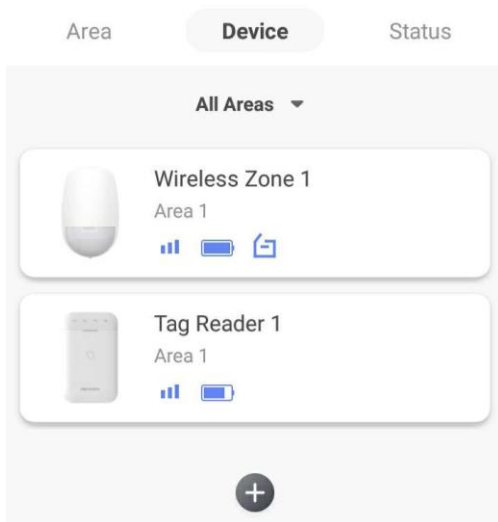 Area Device Status
All Areas
Wireless Zone 1
Area 1
Tag Reader 1
Area 1